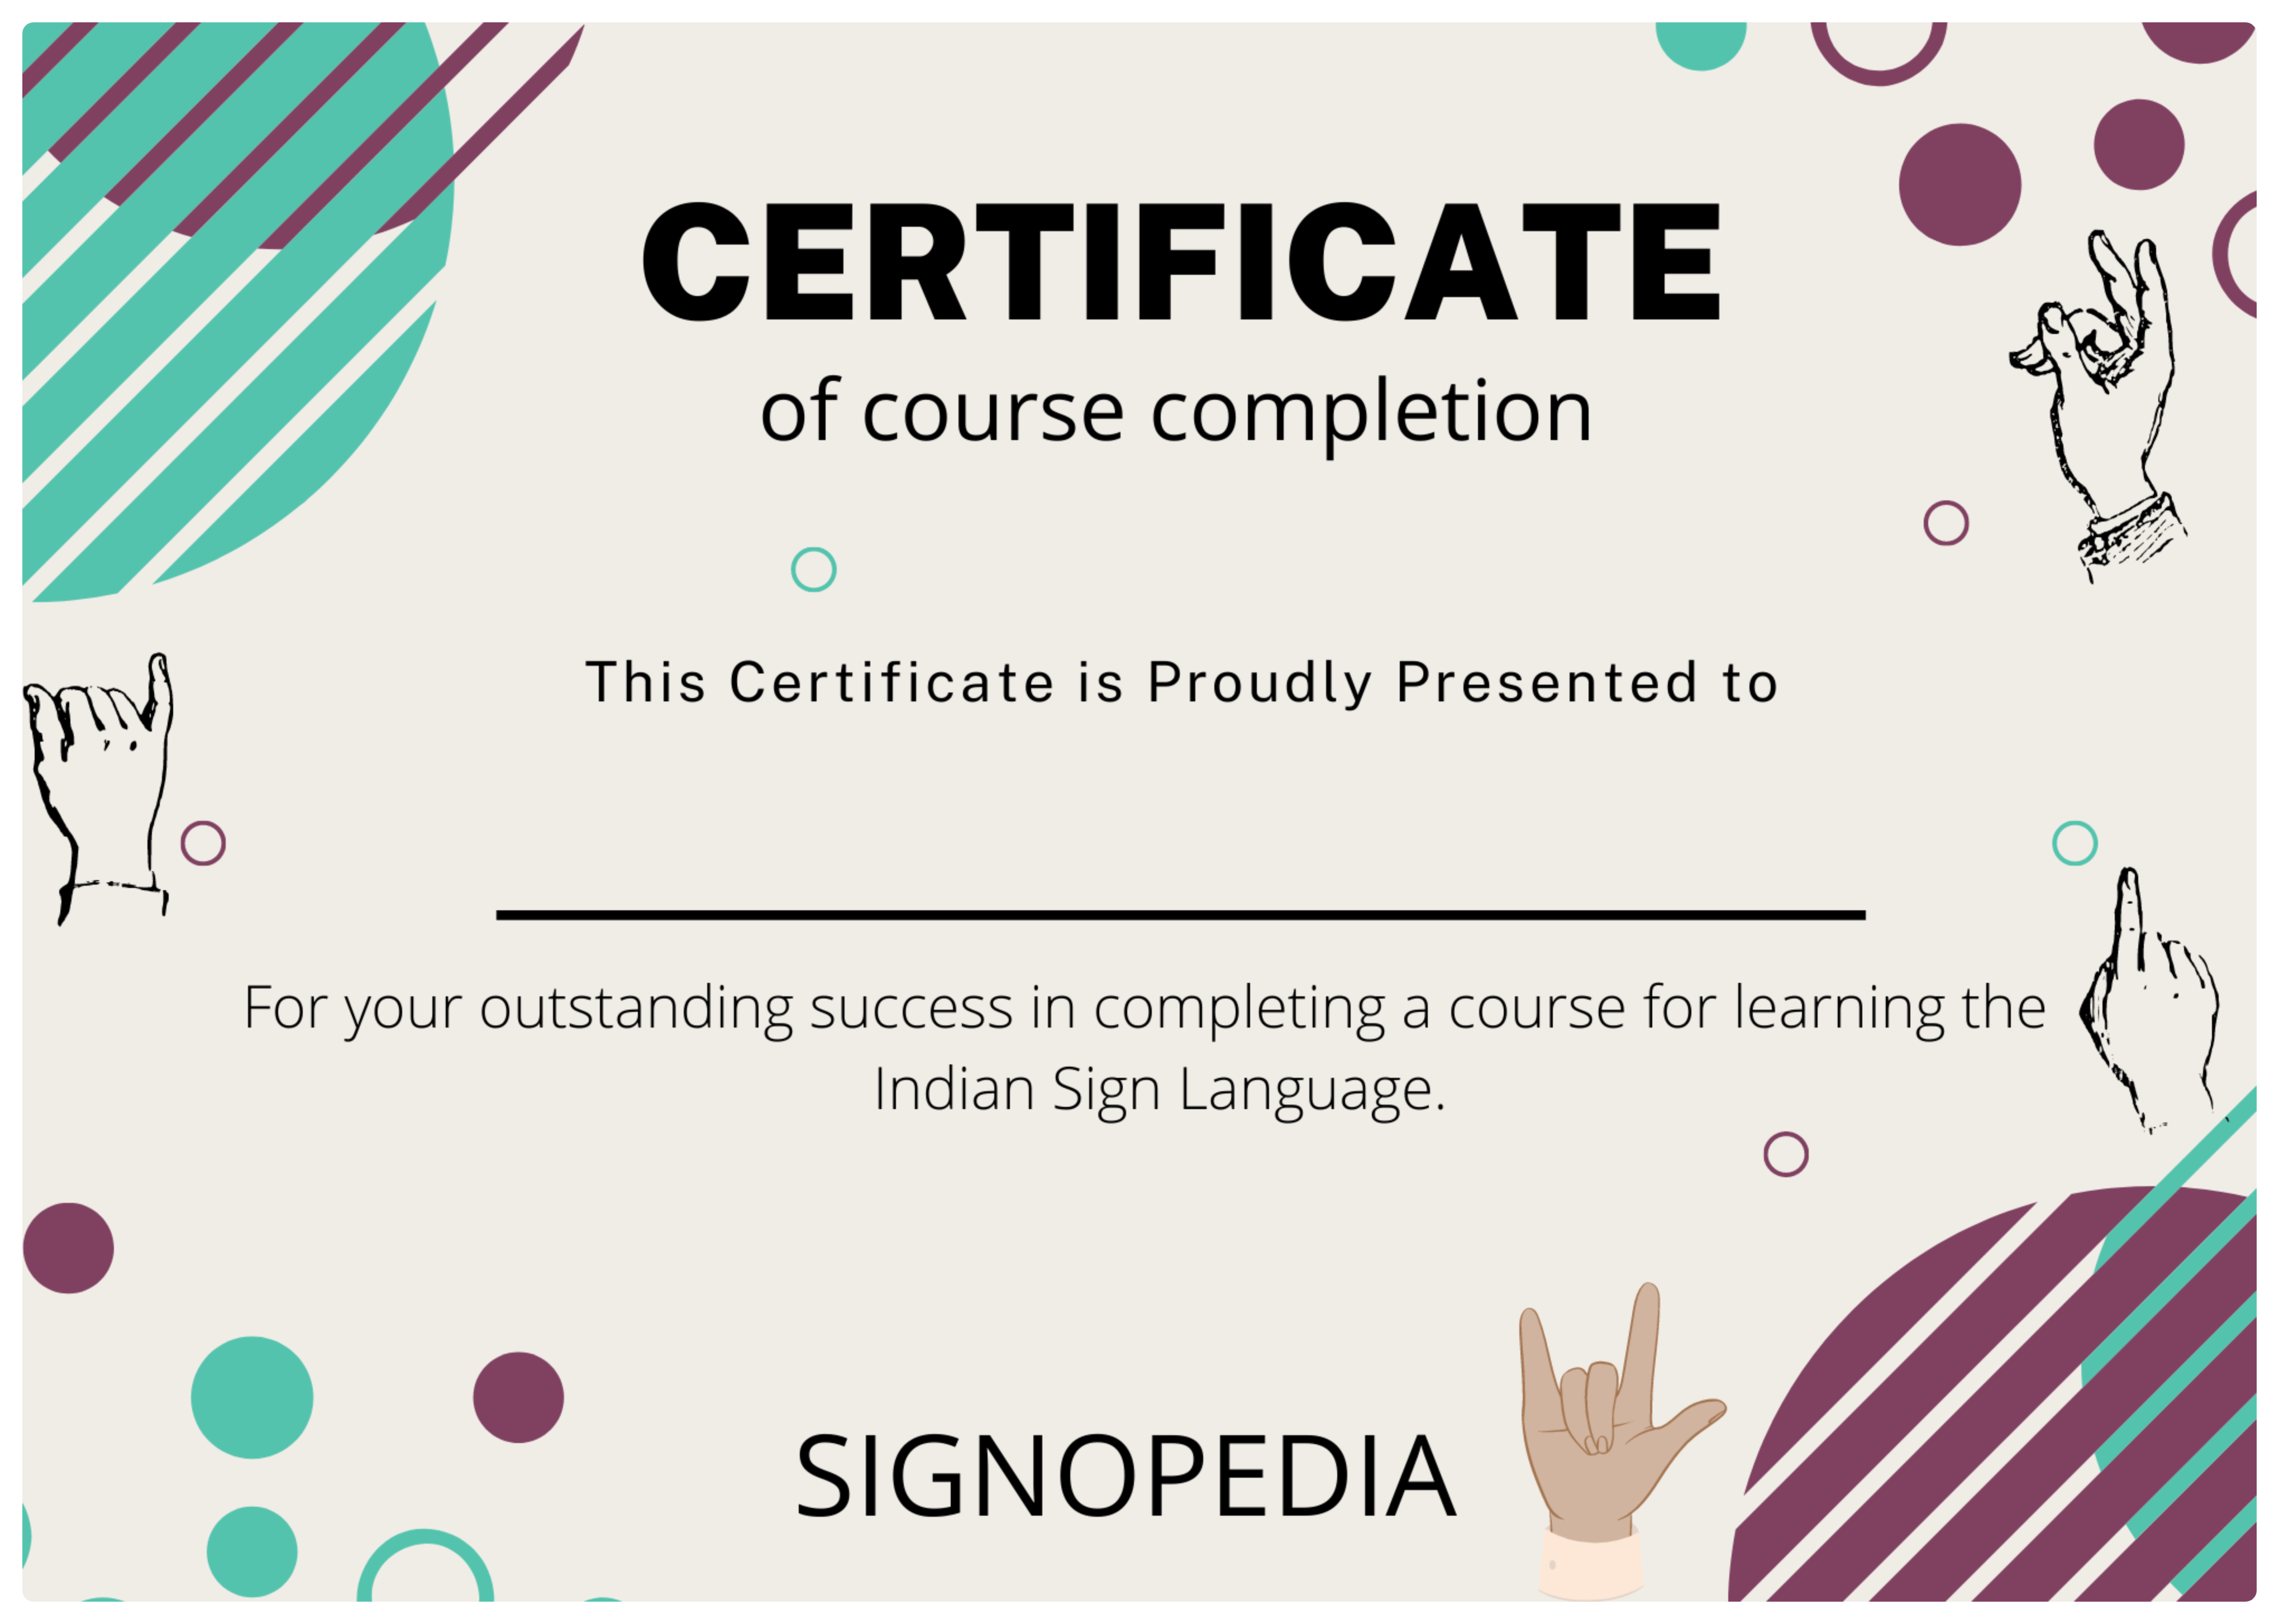 CERTIFICATE
of course completion
This Certificate is Proudly Presented to
For your outstanding success in completing a course for learning the
Indian Sign Language.
SIGNOPEDIA